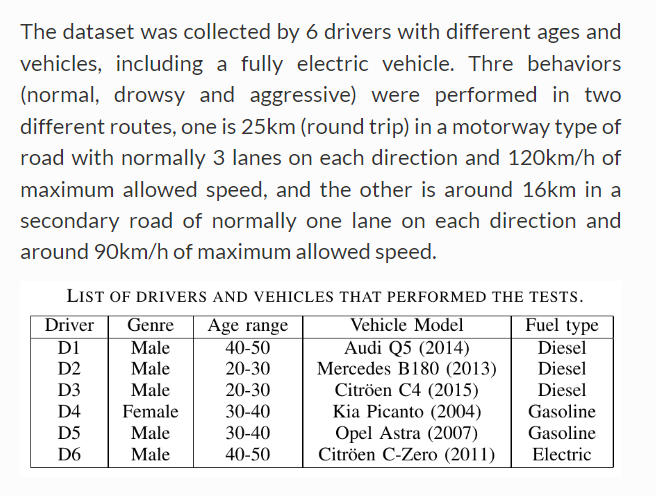 The dataset was collected by 6 drivers with different ages and
vehicles, including a fully electric vehicle. Thre behaviors
(normal, drowsy and aggressive) were performed in two
different routes, one is 25km (round trip) in a motorway type of
road with normally 3 lanes on each direction and 120km/h of
maximum allowed speed, and the other is around 16km in a
secondary road of normally one lane on each direction and
around 90km/h of maximum allowed speed.
LIST OF DRIVERS AND VEHICLES THAT PERFORMED THE TESTS.
Driver Genre Age range Vehicle Model Fuel type
D1 Male 40-50 Audi Q5 (2014) Diesel
D2 Male 20-30 Mercedes B180 (2013) Diesel
D3 Male 20-30 Citröen C4 (2015) Diesel
D4 Female 30-40 Kia Picanto (2004) Gasoline
D5 Male 30-40 Opel Astra (2007) Gasoline
D6 Male 40-50 Citröen C-Zero (2011) Electric